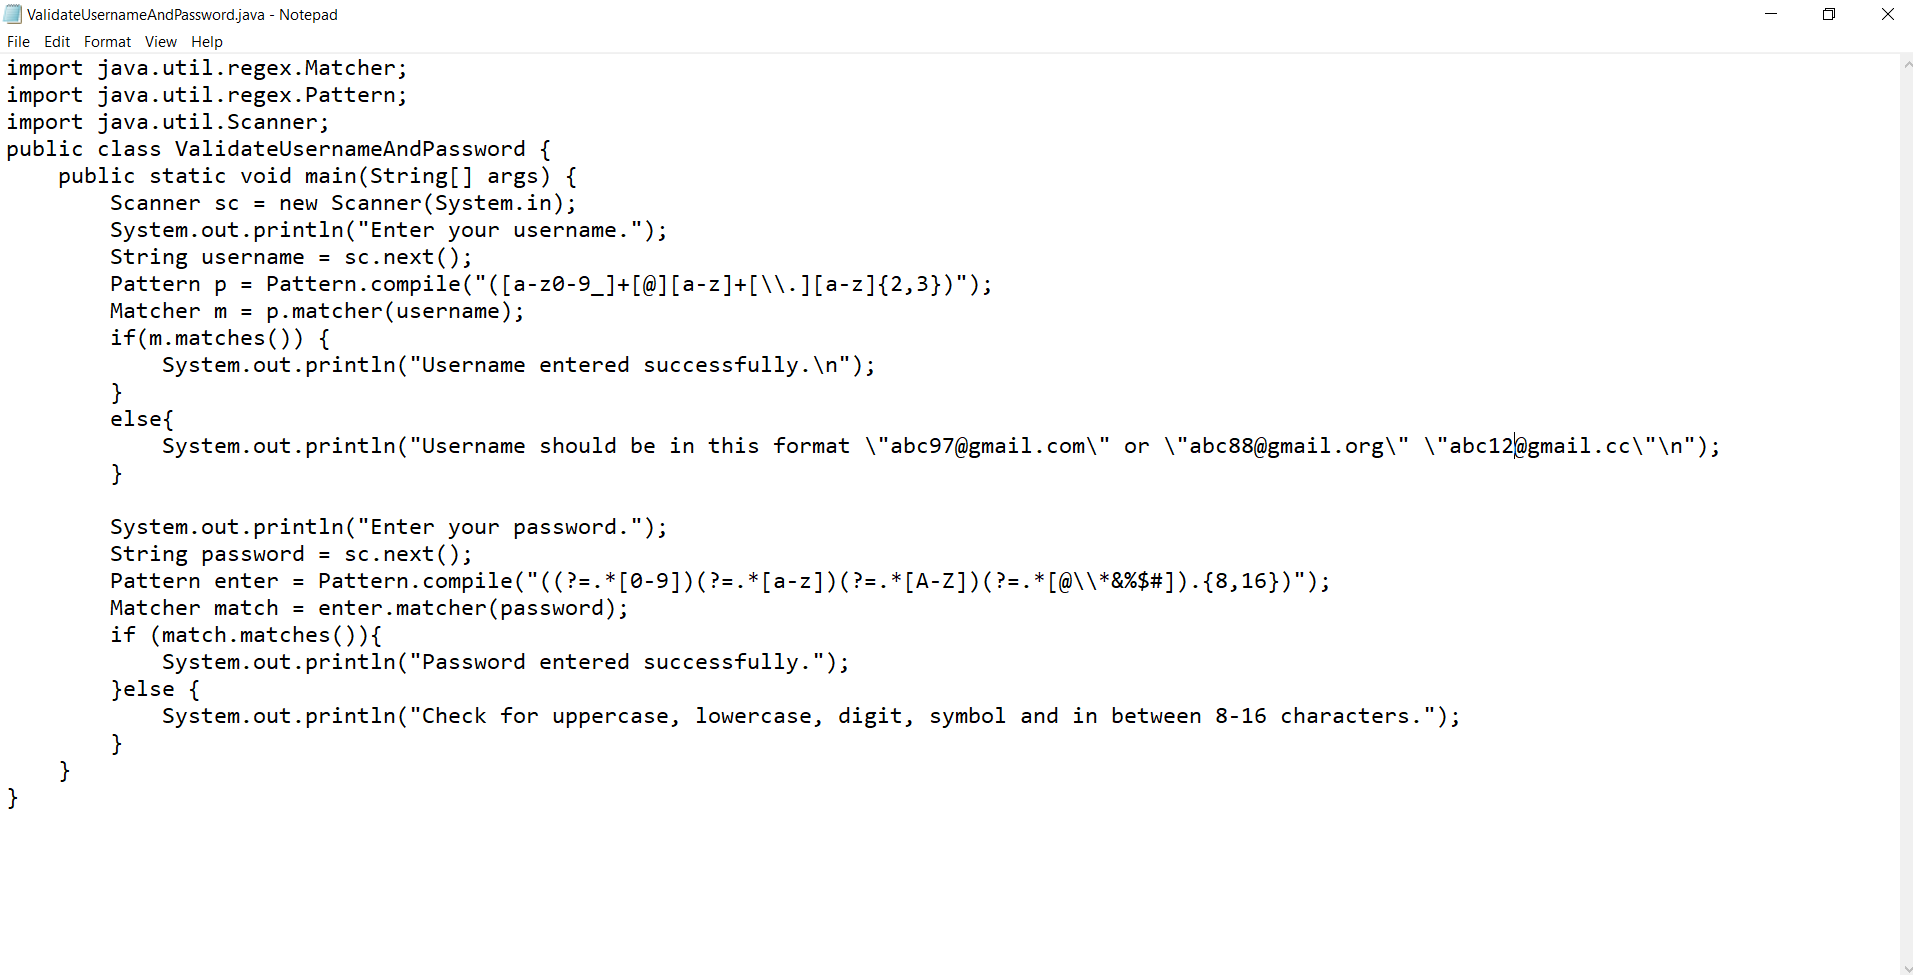 ValidateUsernameAndPassword.java - Notepad
File Edit Format View Help
import java.util.regex.Matcher;
import java.util.regex.Pattern;
import java.util.Scanner;
public class ValidateUsernameAndPassword {
    public static void main(String[] args) {
        Scanner sc = new Scanner(System.in);
        System.out.println("Enter your username.");
        String username = sc.next();
        Pattern p = Pattern.compile("([a-z0-9_]+[@][a-z]+[\\.][a-z]{2,3})");
        Matcher m = p.matcher(username);
        if(m.matches()) {
            System.out.println("Username entered successfully.\n");
        }
        else{
            System.out.println("Username should be in this format \"abc97@gmail.com\" or \"abc88@gmail.org\" \"abc12@gmail.cc\"\n");
        }

        System.out.println("Enter your password.");
        String password = sc.next();
        Pattern enter = Pattern.compile("((?=.*[0-9])(?=.*[a-z])(?=.*[A-Z])(?=.*[@\\*&%$#]).{8,16})");
        Matcher match = enter.matcher(password);
        if (match.matches()){
            System.out.println("Password entered successfully.");
        }else {
            System.out.println("Check for uppercase, lowercase, digit, symbol and in between 8-16 characters.");
        }
    }
}